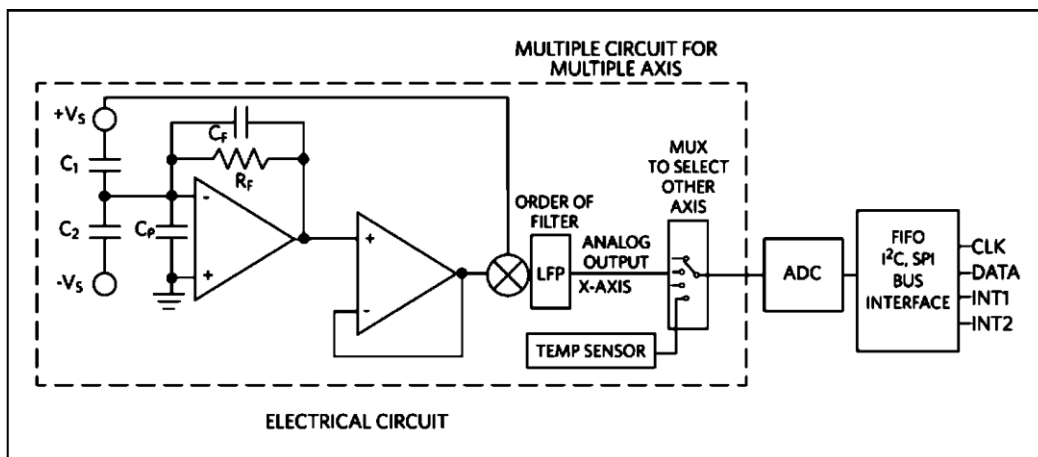 MULTIPLE CIRCUIT FOR
MULTIPLE AXIS
+VS
C1
C2
-VS
CF
RF
CP
-
+
+
-
ORDER OF
FILTER
LFP
ANALOG
OUTPUT
X-AXIS
MUX
TO SELECT
OTHER
AXIS
TEMP SENSOR
ADC
FIFO
I²C, SPI
BUS
INTERFACE
CLK
DATA
INT1
INT2
ELECTRICAL CIRCUIT